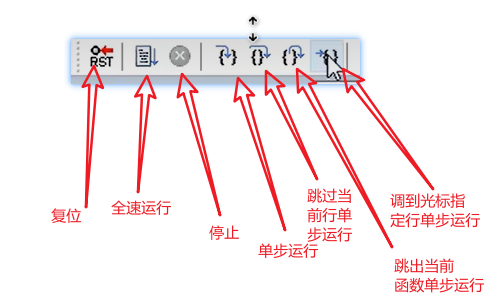 RST
复位
全速运行
停止
单步运行
跳过当
前行单
步运行
调到光标指
定行单步运行
跳出当前
函数单步运行